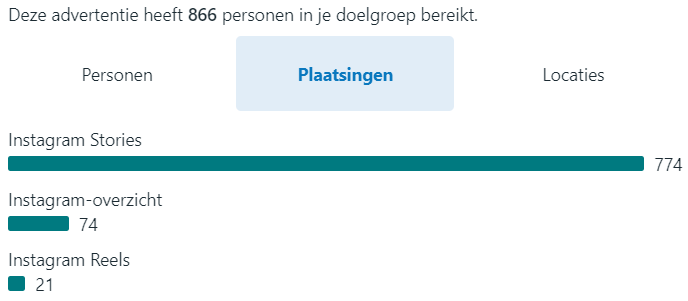 Deze advertentie heeft 866 personen in je doelgroep bereikt.
Personen Plaatsingen Locaties
Instagram Stories
774
Instagram-overzicht
74
Instagram Reels
21